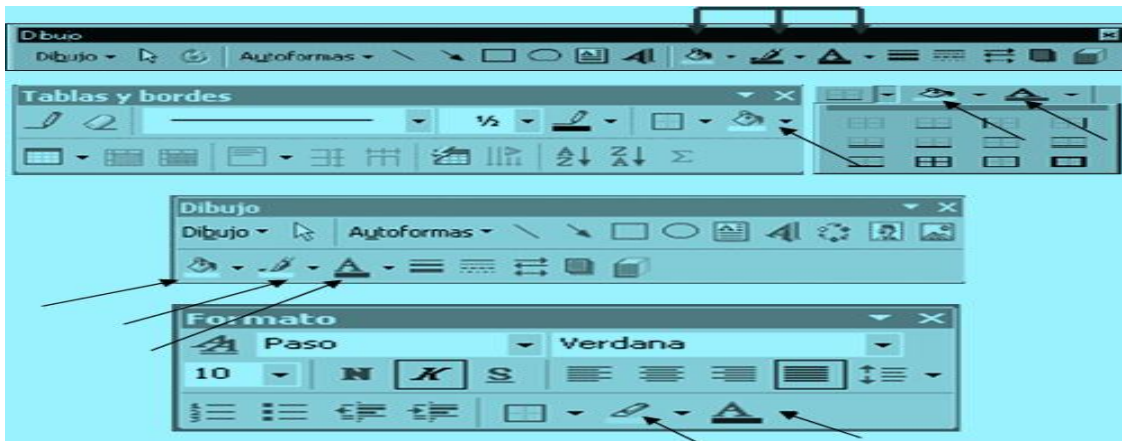 Dibujo
Dibujo Autoformas
Tablas y bordes
½
A Z Z A Σ
Dibujo
Dibujo Autoformas
Formato
Paso Verdana
10 N K S